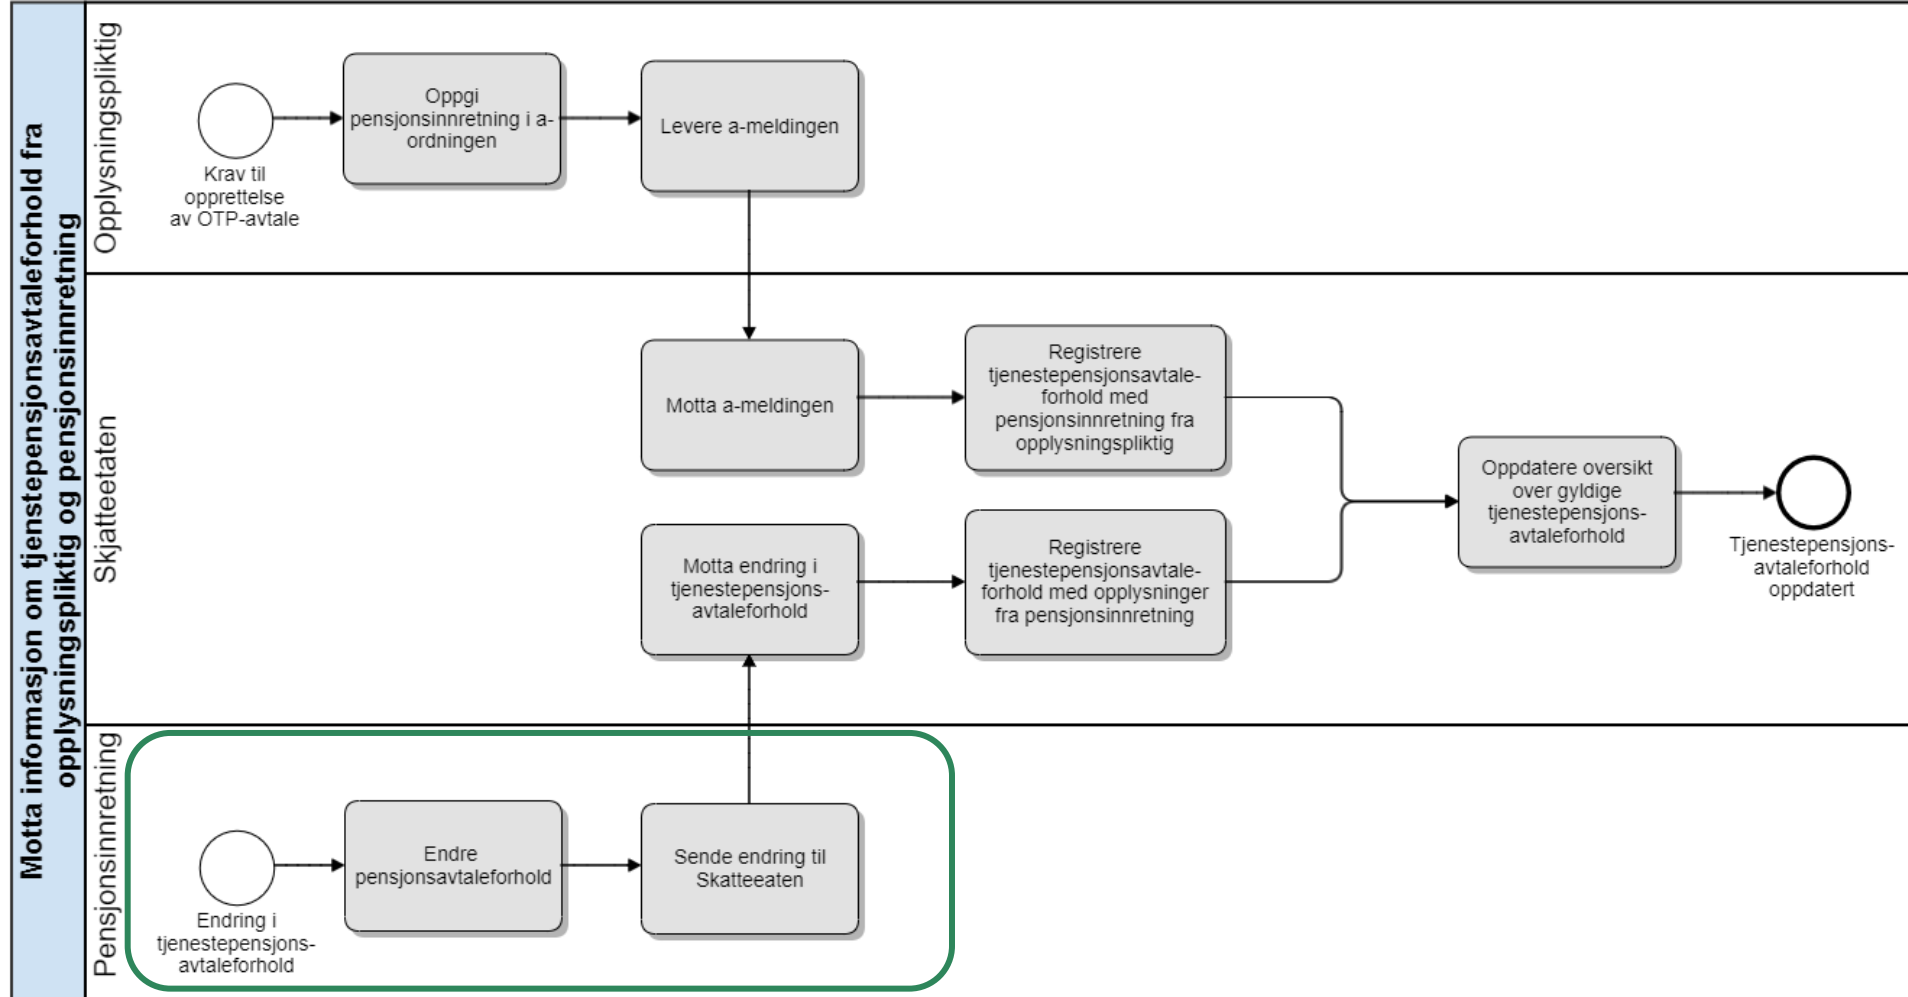 Motta informasjon om tjenstepensjonsavtaleforhold fra
opplysningspliktig og pensjonsinnretning
Opplysningspliktig
Krav til
opprettelse
av OTP-avtale
Oppgi
pensjonsinnretning i a-
ordningen
Levere a-meldingen
Skjatteetaten
Motta a-meldingen
Registrere
tjenestepensjonsavtale-
forhold med
pensjonsinnretning fra
opplysningspliktig
Motta endring i
tjenestepensjons-
avtaleforhold
Registrere
tjenestepensjonsavtale-
forhold med opplysninger
fra pensjonsinnretning
Oppdatere oversikt
over gyldige
tjenestepensjons-
avtaleforhold
Tjenestepensjons-
avtaleforhold
oppdatert
Pensjonsinnretning
Endring i
tjenestepensjons-
avtaleforhold
Endre
pensjonsavtaleforhold
Sende endring til
Skatteeaten